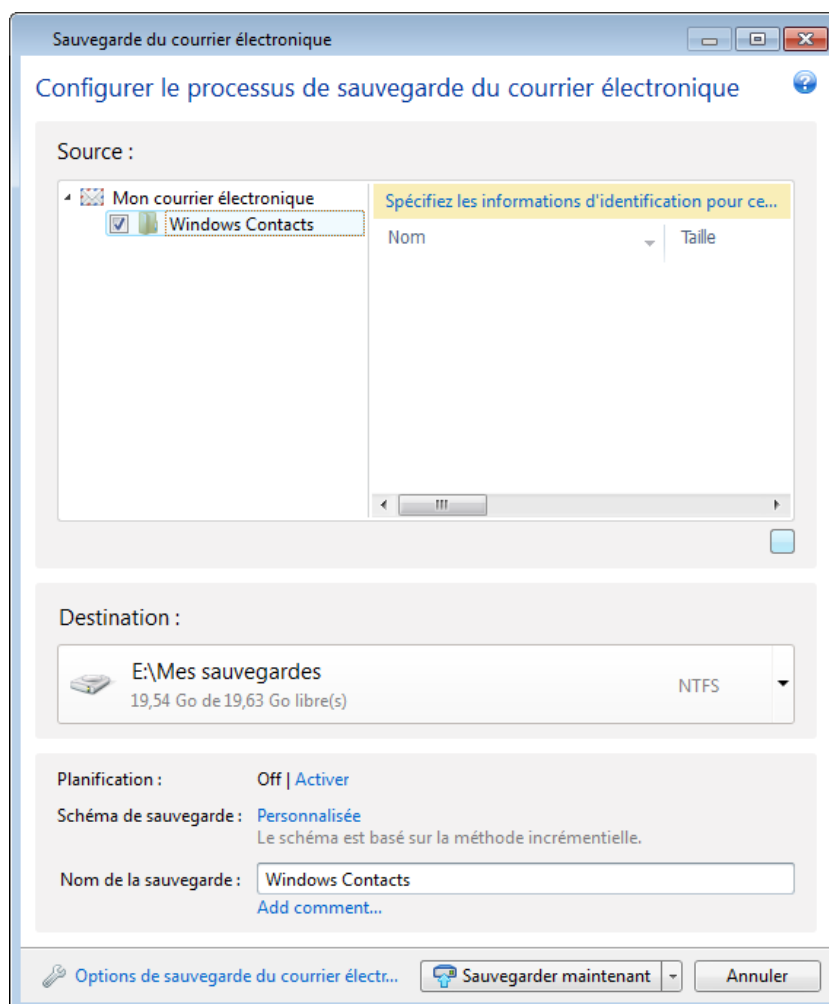 Sauvegarde du courrier électronique
Configurer le processus de sauvegarde du courrier électronique
Source :
Mon courrier électronique
Windows Contacts
Spécifiez les informations d'identification pour ce...
Nom
Taille
Destination :
E:\Mes sauvegardes
19,54 Go de 19,63 Go libre(s)
NTFS
Planification :
Off | Activer
Schéma de sauvegarde :
Personnalisée
Le schéma est basé sur la méthode incrémentielle.
Nom de la sauvegarde :
Windows Contacts
Add comment...
Options de sauvegarde du courrier électr...
Sauvegarder maintenant
Annuler